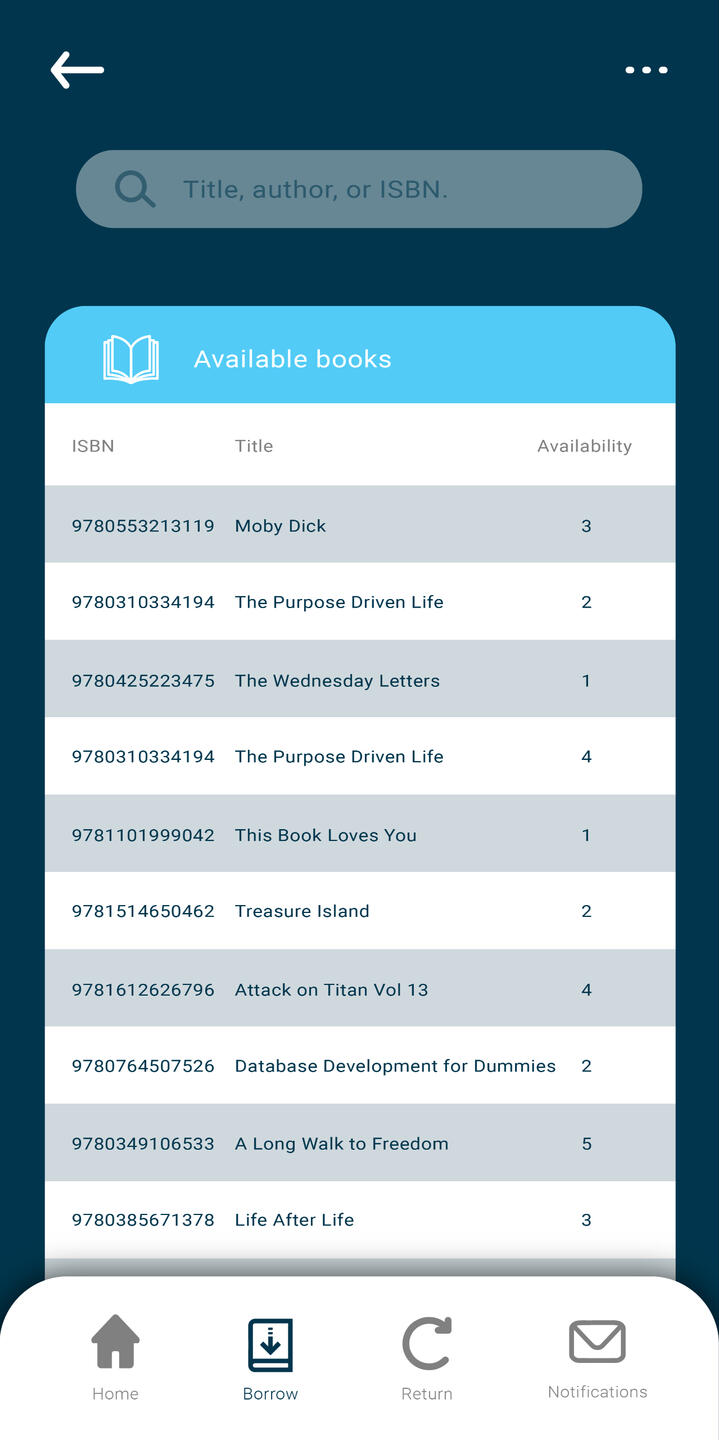 Title, author, or ISBN.
Available books
ISBN Title Availability
9780553213119 Moby Dick 3
9780310334194 The Purpose Driven Life 2
9780425223475 The Wednesday Letters 1
9780310334194 The Purpose Driven Life 4
9781101999042 This Book Loves You 1
9781514650462 Treasure Island 2
9781612626796 Attack on Titan Vol 13 4
9780764507526 Database Development for Dummies 2
9780349106533 A Long Walk to Freedom 5
9780385671378 Life After Life 3
Home Borrow Return Notifications